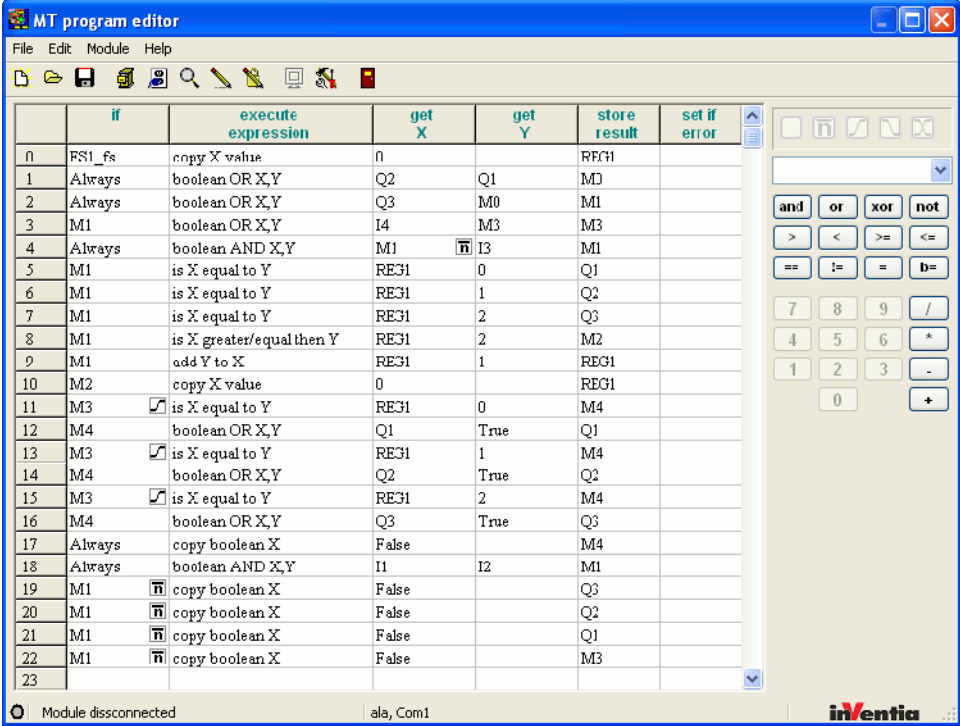 MT program editor
File Edit Module Help
if execute expression get X get Y store result set if error
0 FS1_fs copy X value 0 REG1
1 Always boolean OR X,Y Q2 Q1 M0
2 Always boolean OR X,Y Q3 M0 M1
3 M1 boolean OR X,Y I4 M3 M3
4 Always boolean AND X,Y M1 n I3 M1
5 M1 is X equal to Y REG1 0 Q1
6 M1 is X equal to Y REG1 1 Q2
7 M1 is X equal to Y REG1 2 Q3
8 M1 is X greater/equal then Y REG1 2 M2
9 M1 add Y to X REG1 1 REG1
10 M2 copy X value 0 REG1
11 M3 is X equal to Y REG1 0 M4
12 M4 boolean OR X,Y Q1 True Q1
13 M3 is X equal to Y REG1 1 M4
14 M4 boolean OR X,Y Q2 True Q2
15 M3 is X equal to Y REG1 2 M4
16 M4 boolean OR X,Y Q3 True Q3
17 Always copy boolean X False M4
18 Always boolean AND X,Y I1 I2 M1
19 M1 n copy boolean X False Q3
20 M1 n copy boolean X False Q2
21 M1 n copy boolean X False Q1
22 M1 n copy boolean X False M3
23
n
and or xor not
> < >= <=
== != = b=
7 8 9 /
4 5 6 *
1 2 3 -
0 +
Module dissconnected ala, Com1 inVentia